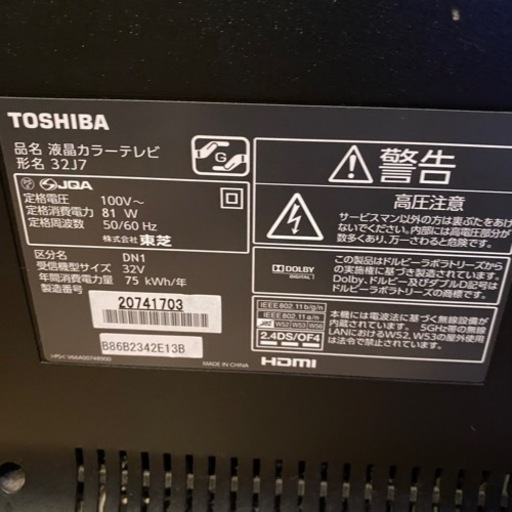 TOSHIBA
品名 液晶カラーテレビ
形名 32J7
G
JQA
定格電圧 100V～
定格消費電力 81 W
定格周波数 50/60 Hz
株式会社 東芝
区分名 DN1
受信機型サイズ 32V
年間消費電力量 75 kWh/年
製造番号
20741703
B86B2342E13B
MADE IN CHINA
警告
高圧注意
サービスマン以外の方は裏ぶたをあけ
ないでください。内部には高電圧部分が
数多くあり、万一さわると危険です。
DOLBY
DIGITAL
本機は、ドルビーラボラトリーズから
の実施権に基づき製造されています。
Dolby、ドルビー及びダブルD記号は
ドルビーラボラトリーズの商標です。
IEEE802.11b/g/n
IEEE802.11a/n
W52 W53 W56
2.4DS/OF4
本機には、電波法に基づく無線設備が
内蔵されています。 5GHz帯の無線
LANにおけるW52、W53の屋外使用
は法令で禁止されています。
HDMI